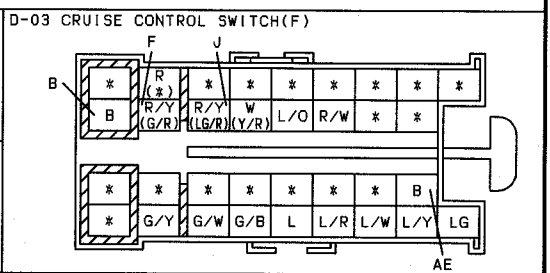 D-03 CRUISE CONTROL SWITCH(F)
F J
B
* R (*) * * * * * *
B R/Y (G/R) R/Y (LG/R) W (Y/R) L/O R/W * *
* * * * * * * B
* G/Y G/W G/B L L/R L/W L/Y LG
AE